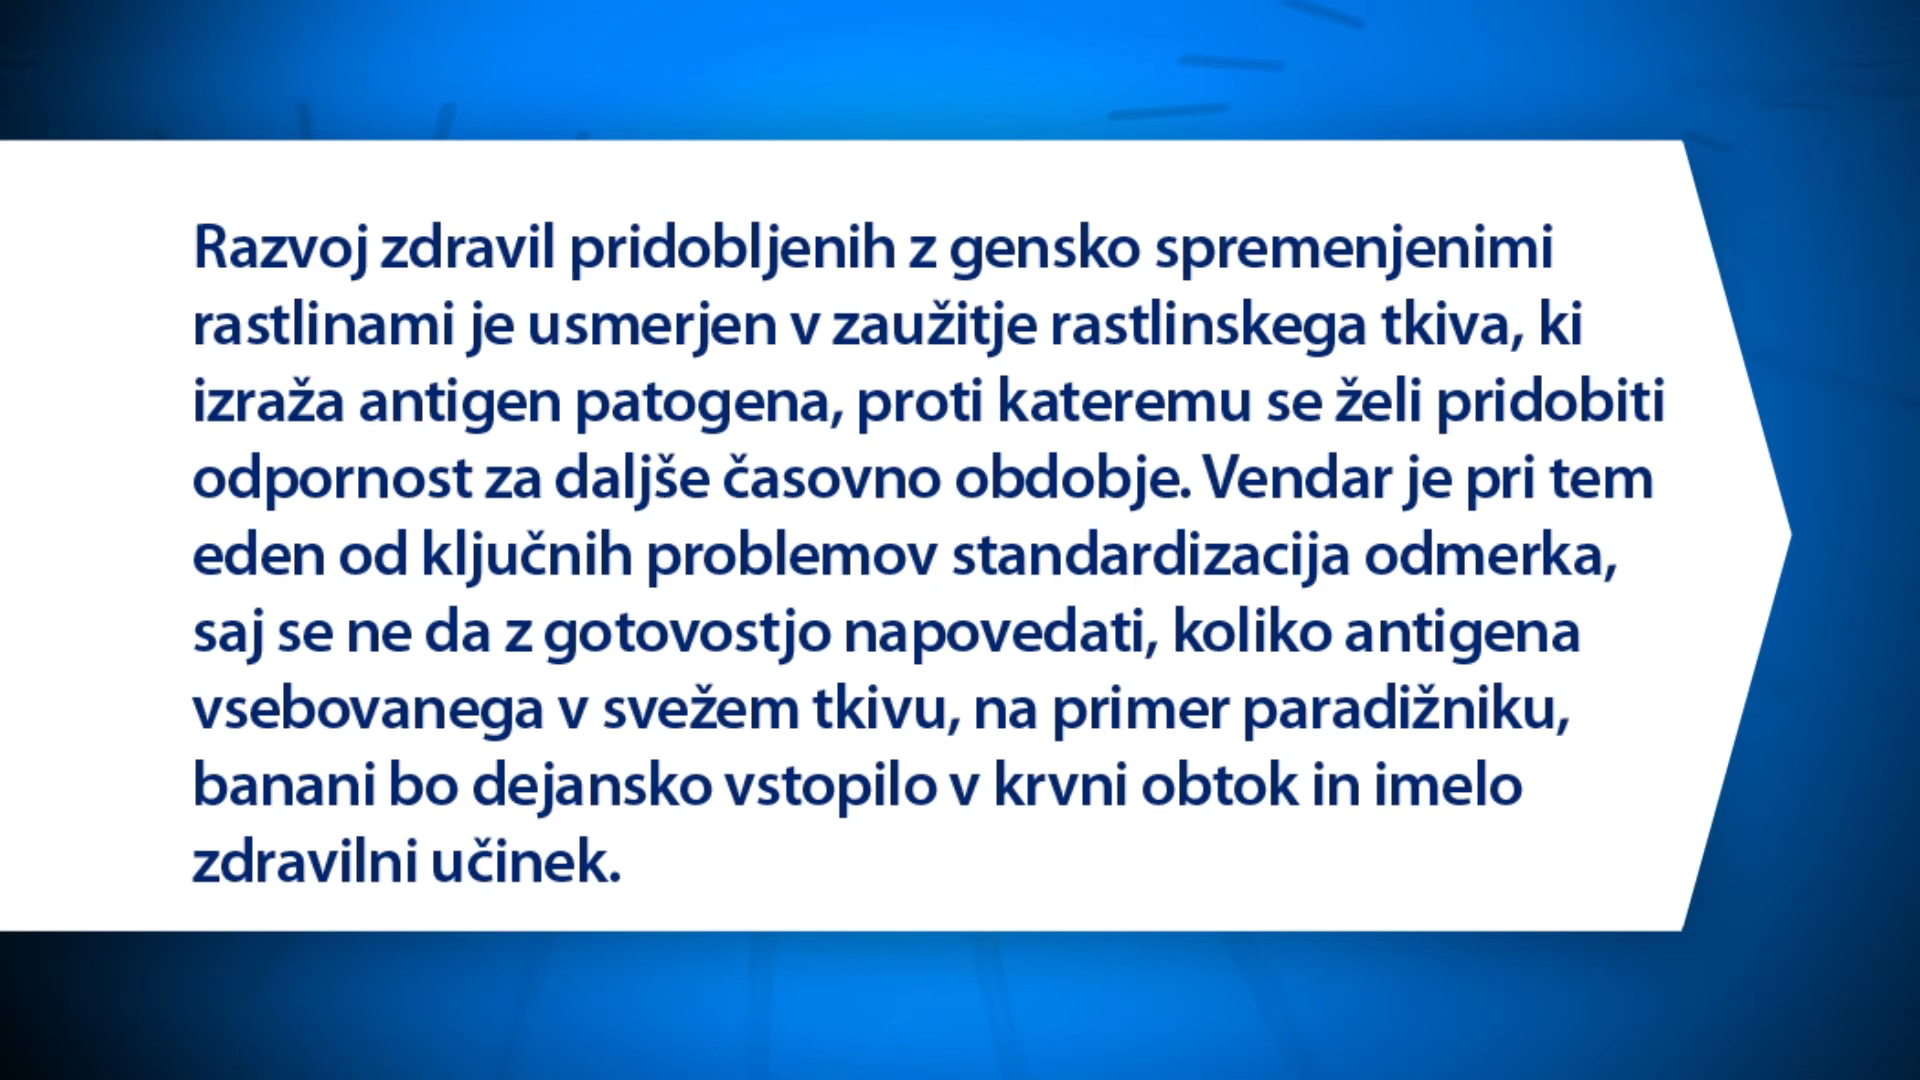 Razvoj zdravil pridobljenih z gensko spremenjenimi
rastlinami je usmerjen v zaužitje rastlinskega tkiva, ki
izraža antigen patogena, proti kateremu se želi pridobiti
odpornost za daljše časovno obdobje. Vendar je pri tem
eden od ključnih problemov standardizacija odmerka,
saj se ne da z gotovostjo napovedati, koliko antigena
vsebovanega v svežem tkivu, na primer paradižniku,
banani bo dejansko vstopilo v krvni obtok in imelo
zdravilni učinek.